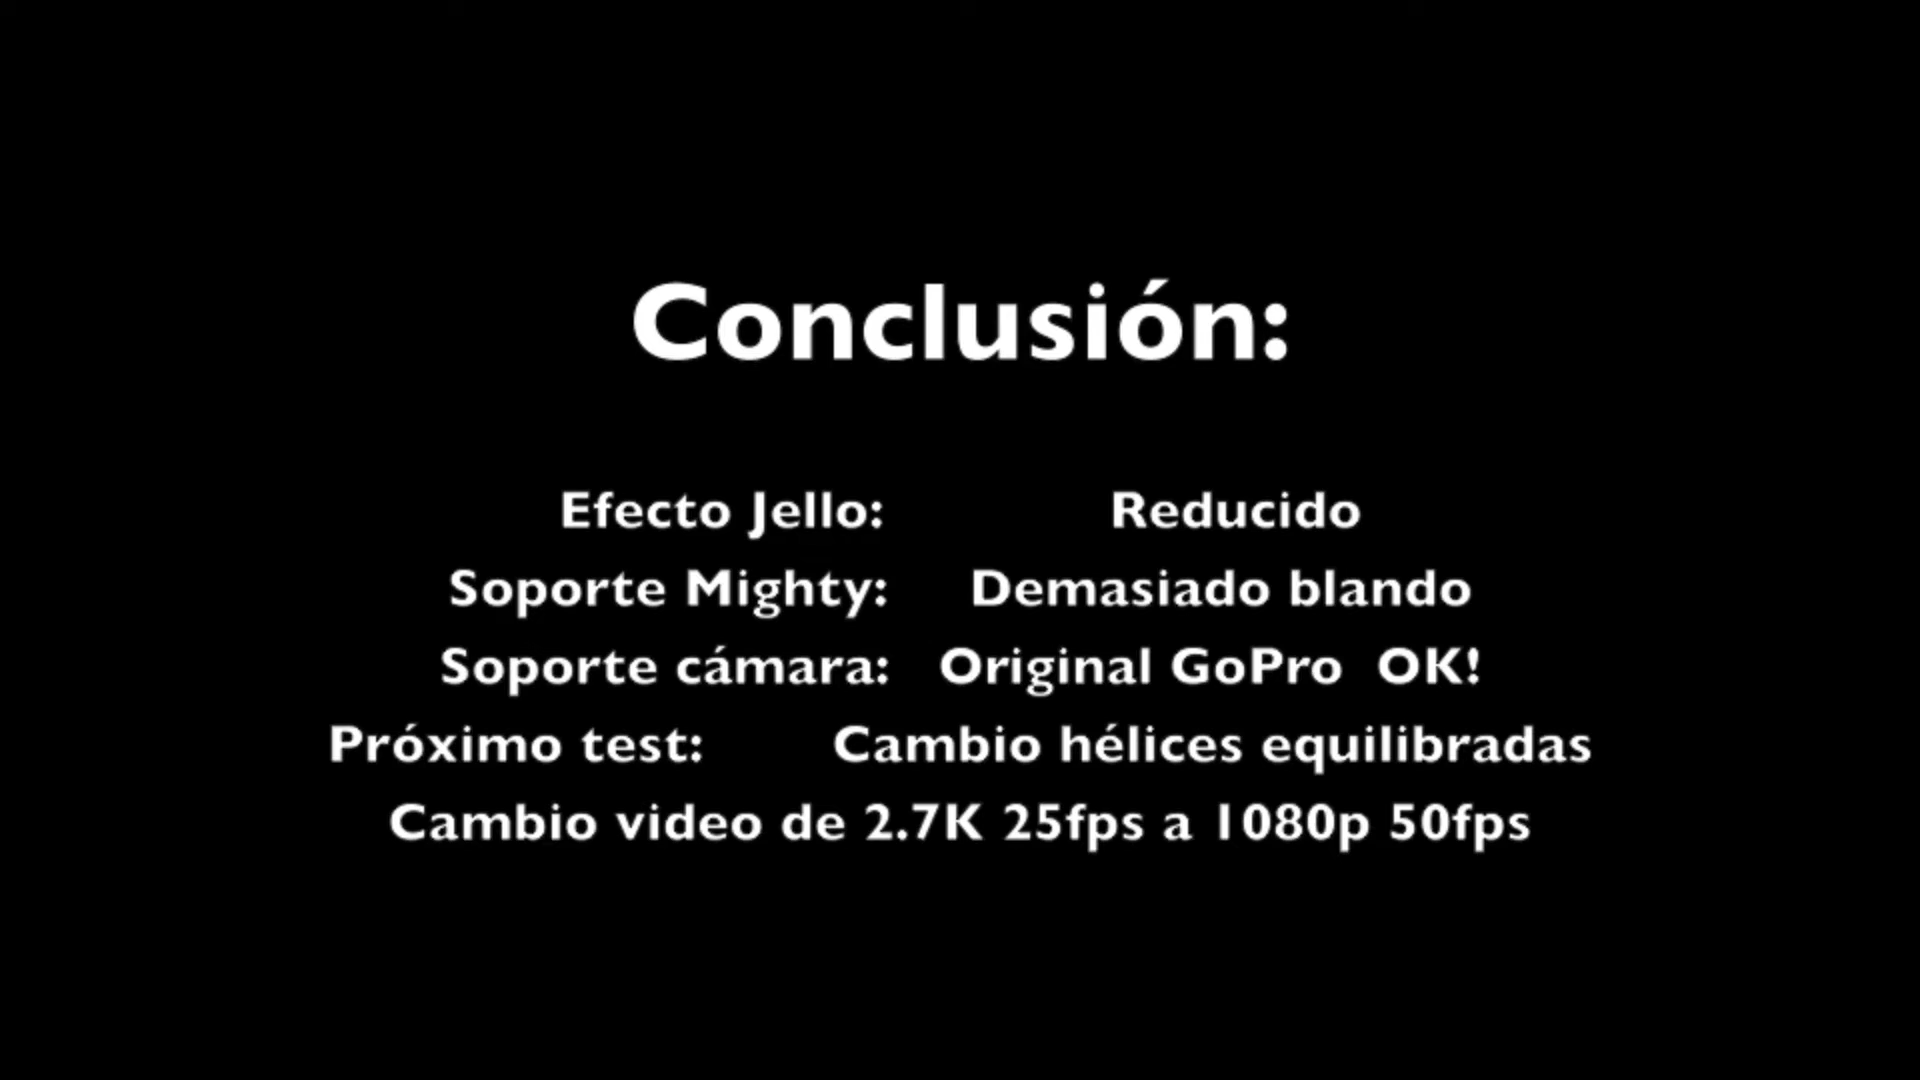 Conclusión:
Efecto Jello: Reducido
Soporte Mighty: Demasiado blando
Soporte cámara: Original GoPro OK!
Próximo test: Cambio hélices equilibradas
Cambio video de 2.7K 25fps a 1080p 50fps